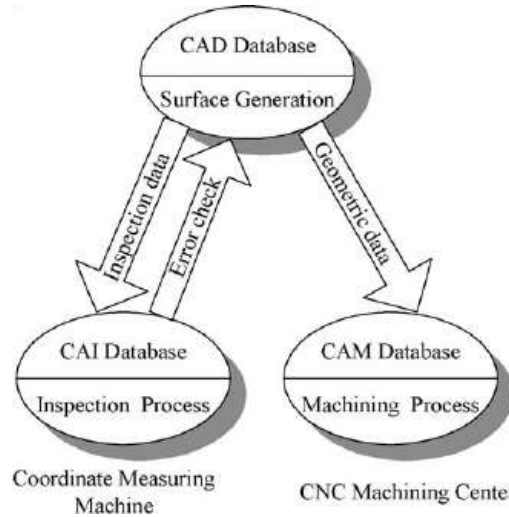 CAD Database
Surface Generation
Inspection data
Error check
Geometric data
CAI Database
Inspection Process
CAM Database
Machining Process
Coordinate Measuring
Machine
CNC Machining Cente